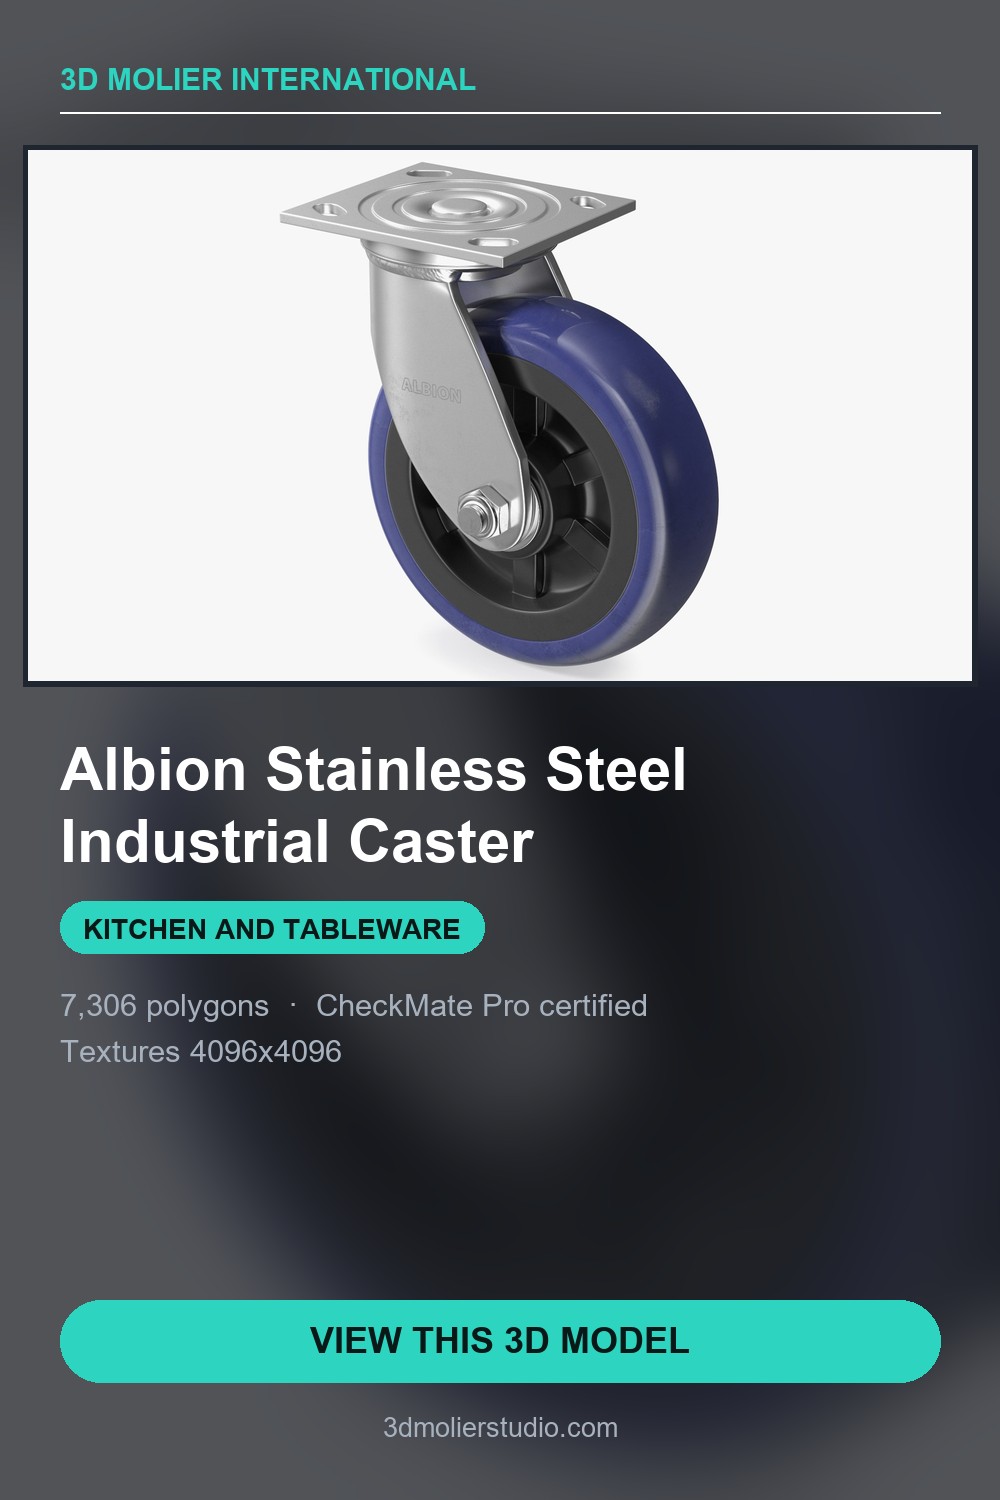 3D MOLIER INTERNATIONAL
ALBION
Albion Stainless Steel
Industrial Caster
KITCHEN AND TABLEWARE
7,306 polygons · CheckMate Pro certified
Textures 4096x4096
VIEW THIS 3D MODEL
3dmolierstudio.com